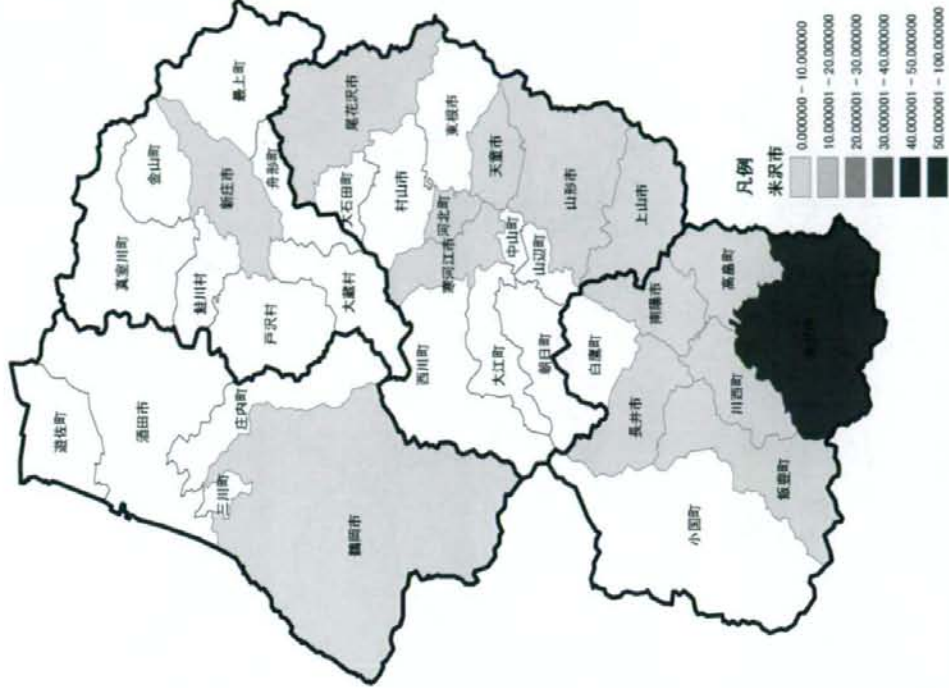 遊佐町
酒田市
庄内町
三川町
鶴岡市
真室川町
金山町
最上町
鮭川村
新庄市
舟形町
戸沢村
大蔵村
尾花沢市
大石田町
村山市
東根市
西川町
寒河江市
河北町
天童市
大江町
中山町
山辺町
山形市
朝日町
上山市
白鷹町
南陽市
高畠町
長井市
川西町
飯豊町
小国町
凡例
米沢市
0.000000 - 10.000000
10.000001 - 20.000000
20.000001 - 30.000000
30.000001 - 40.000000
40.000001 - 50.000000
50.000001 - 100.000000